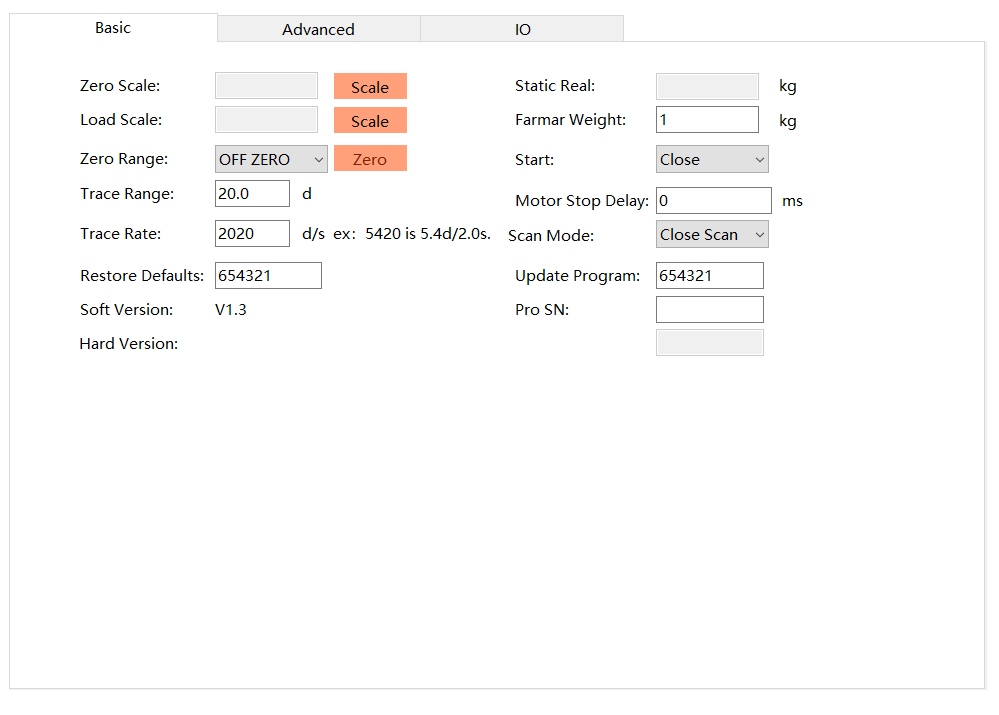 Basic Advanced IO
Zero Scale: Scale Static Real: kg
Load Scale: Scale Farmar Weight: 1 kg
Zero Range: OFF ZERO Zero Start: Close
Trace Range: 20.0 d Motor Stop Delay: 0 ms
Trace Rate: 2020 d/s ex: 5420 is 5.4d/2.0s. Scan Mode: Close Scan
Restore Defaults: 654321 Update Program: 654321
Soft Version: V1.3 Pro SN:
Hard Version: